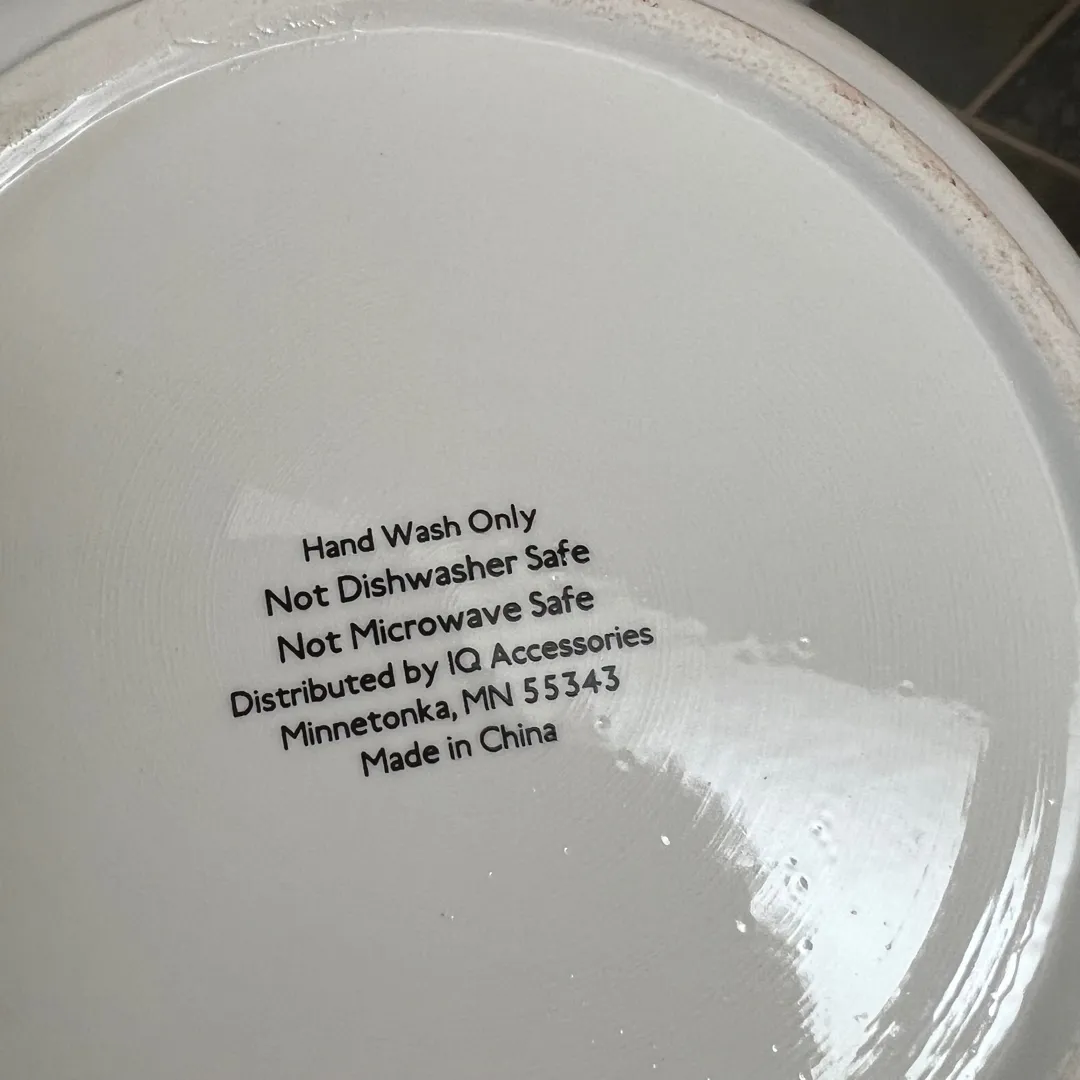 Hand Wash Only
Not Dishwasher Safe
Not Microwave Safe
Distributed by IQ Accessories
Minnetonka, MN 55343
Made in China